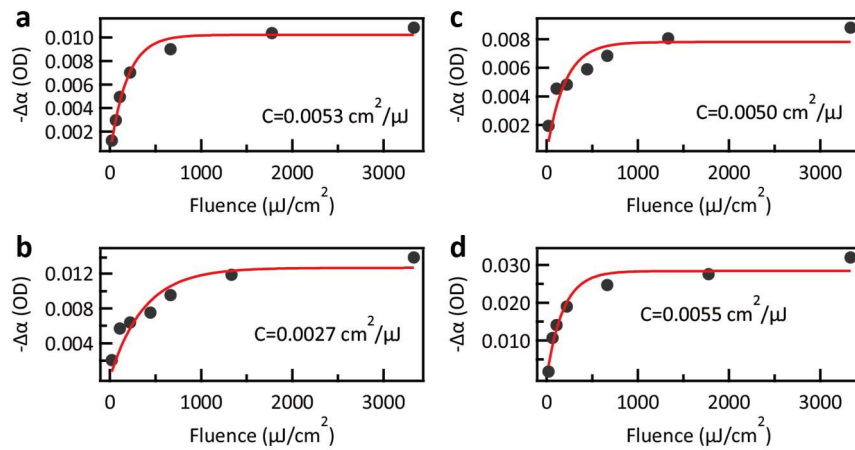 a
-Δα (OD)
0.010
0.008
0.006
0.004
0.002
C=0.0053 cm²/µJ
0
1000
2000
3000
Fluence (µJ/cm²)
b
-Δα (OD)
0.012
0.008
0.004
C=0.0027 cm²/µJ
0
1000
2000
3000
Fluence (µJ/cm²)
c
-Δα (OD)
0.008
0.006
0.004
0.002
C=0.0050 cm²/µJ
0
1000
2000
3000
Fluence (µJ/cm²)
d
-Δα (OD)
0.030
0.020
0.010
C=0.0055 cm²/µJ
0
1000
2000
3000
Fluence (µJ/cm²)